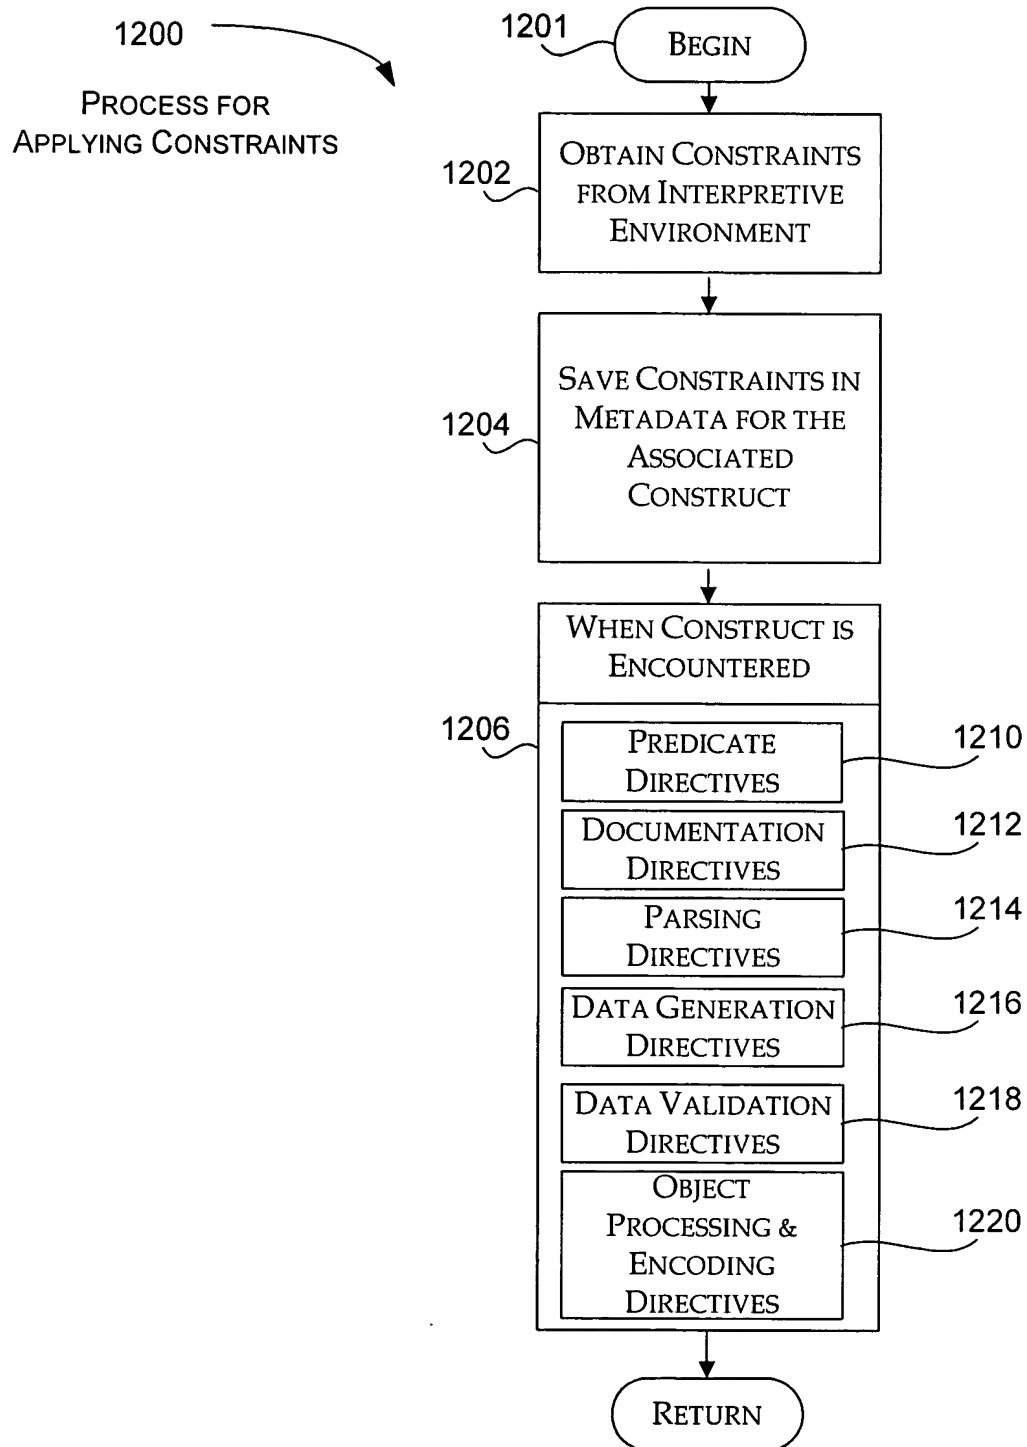 1200
PROCESS FOR
APPLYING CONSTRAINTS
1201
BEGIN
1202
OBTAIN CONSTRAINTS
FROM INTERPRETIVE
ENVIRONMENT
1204
SAVE CONSTRAINTS IN
METADATA FOR THE
ASSOCIATED
CONSTRUCT
WHEN CONSTRUCT IS
ENCOUNTERED
1206
PREDICATE
DIRECTIVES
1210
DOCUMENTATION
DIRECTIVES
1212
PARSING
DIRECTIVES
1214
DATA GENERATION
DIRECTIVES
1216
DATA VALIDATION
DIRECTIVES
1218
OBJECT
PROCESSING &
ENCODING
DIRECTIVES
1220
RETURN